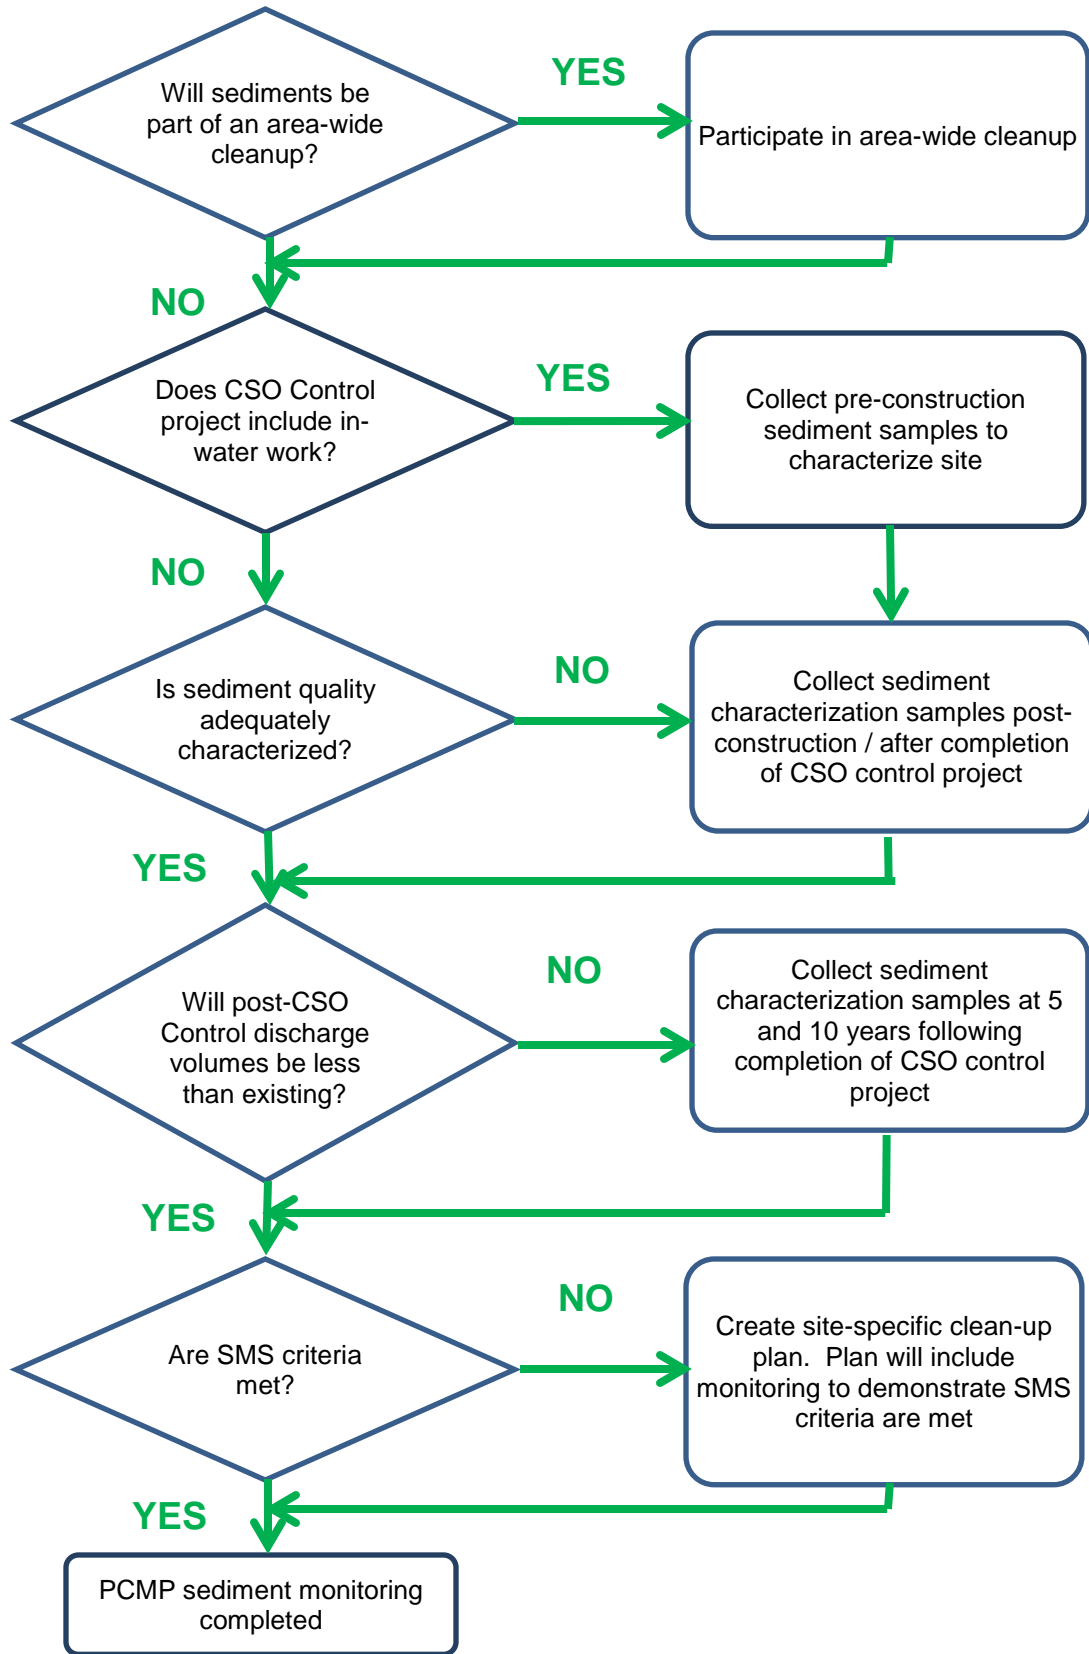 Will sediments be
part of an area-wide
cleanup?
YES
Participate in area-wide cleanup
NO
Does CSO Control
project include in-
water work?
YES
Collect pre-construction
sediment samples to
characterize site
NO
Is sediment quality
adequately
characterized?
NO
Collect sediment
characterization samples post-
construction / after completion
of CSO control project
YES
Will post-CSO
Control discharge
volumes be less
than existing?
NO
Collect sediment
characterization samples at 5
and 10 years following
completion of CSO control
project
YES
Are SMS criteria
met?
NO
Create site-specific clean-up
plan.  Plan will include
monitoring to demonstrate SMS
criteria are met
YES
PCMP sediment monitoring
completed